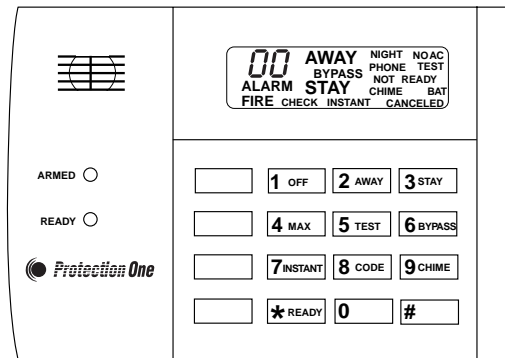 00 AWAY NIGHT NO AC
BYPASS PHONE TEST
ALARM STAY NOT READY
CHIME BAT
FIRE CHECK INSTANT CANCELED
ARMED
READY
Protection One
1 OFF 2 AWAY 3 STAY
4 MAX 5 TEST 6 BYPASS
7 INSTANT 8 CODE 9 CHIME
* READY 0 #